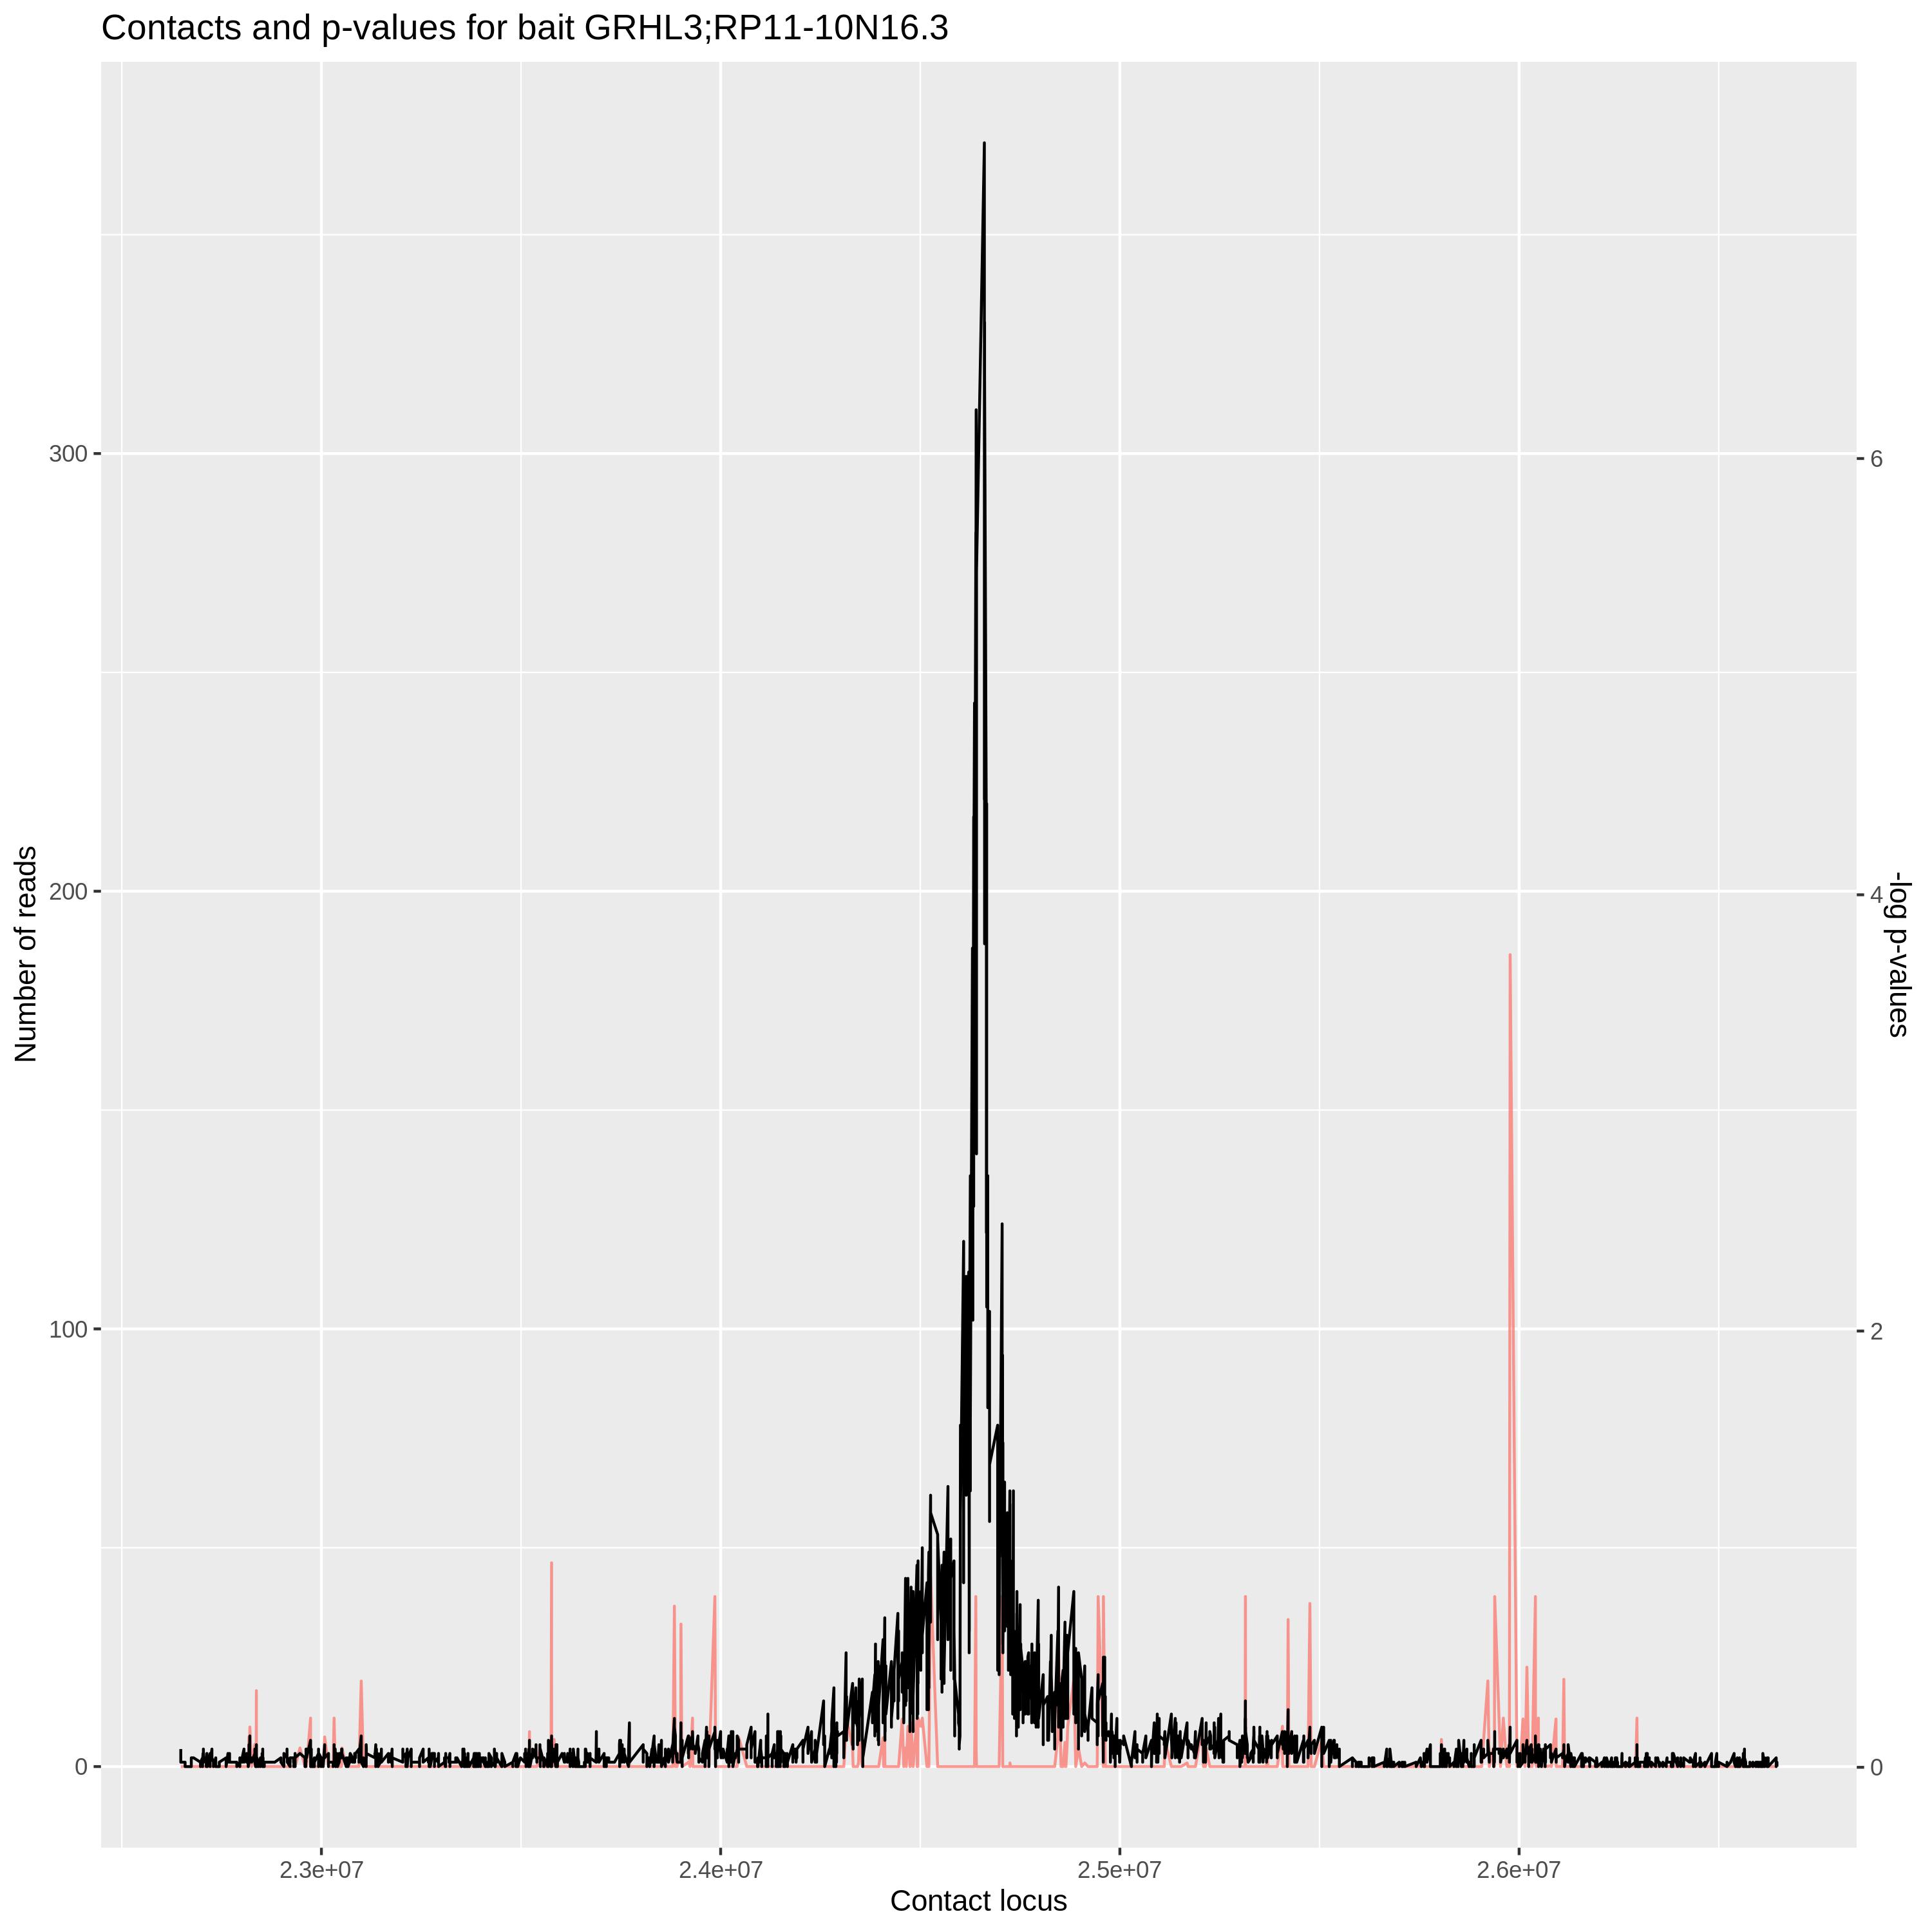 Contacts and p-values for bait GRHL3;RP11-10N16.3
Number of reads
300
200
100
0
6
4
2
0
-log p-values
2.3e+07
2.4e+07
2.5e+07
2.6e+07
Contact locus